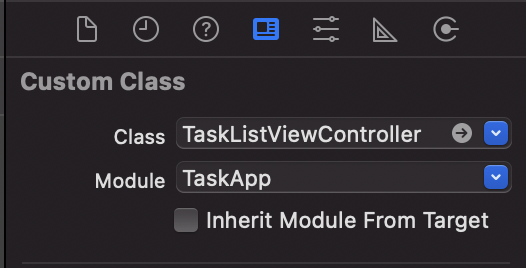 Custom Class
Class TaskListViewController
Module TaskApp
Inherit Module From Target